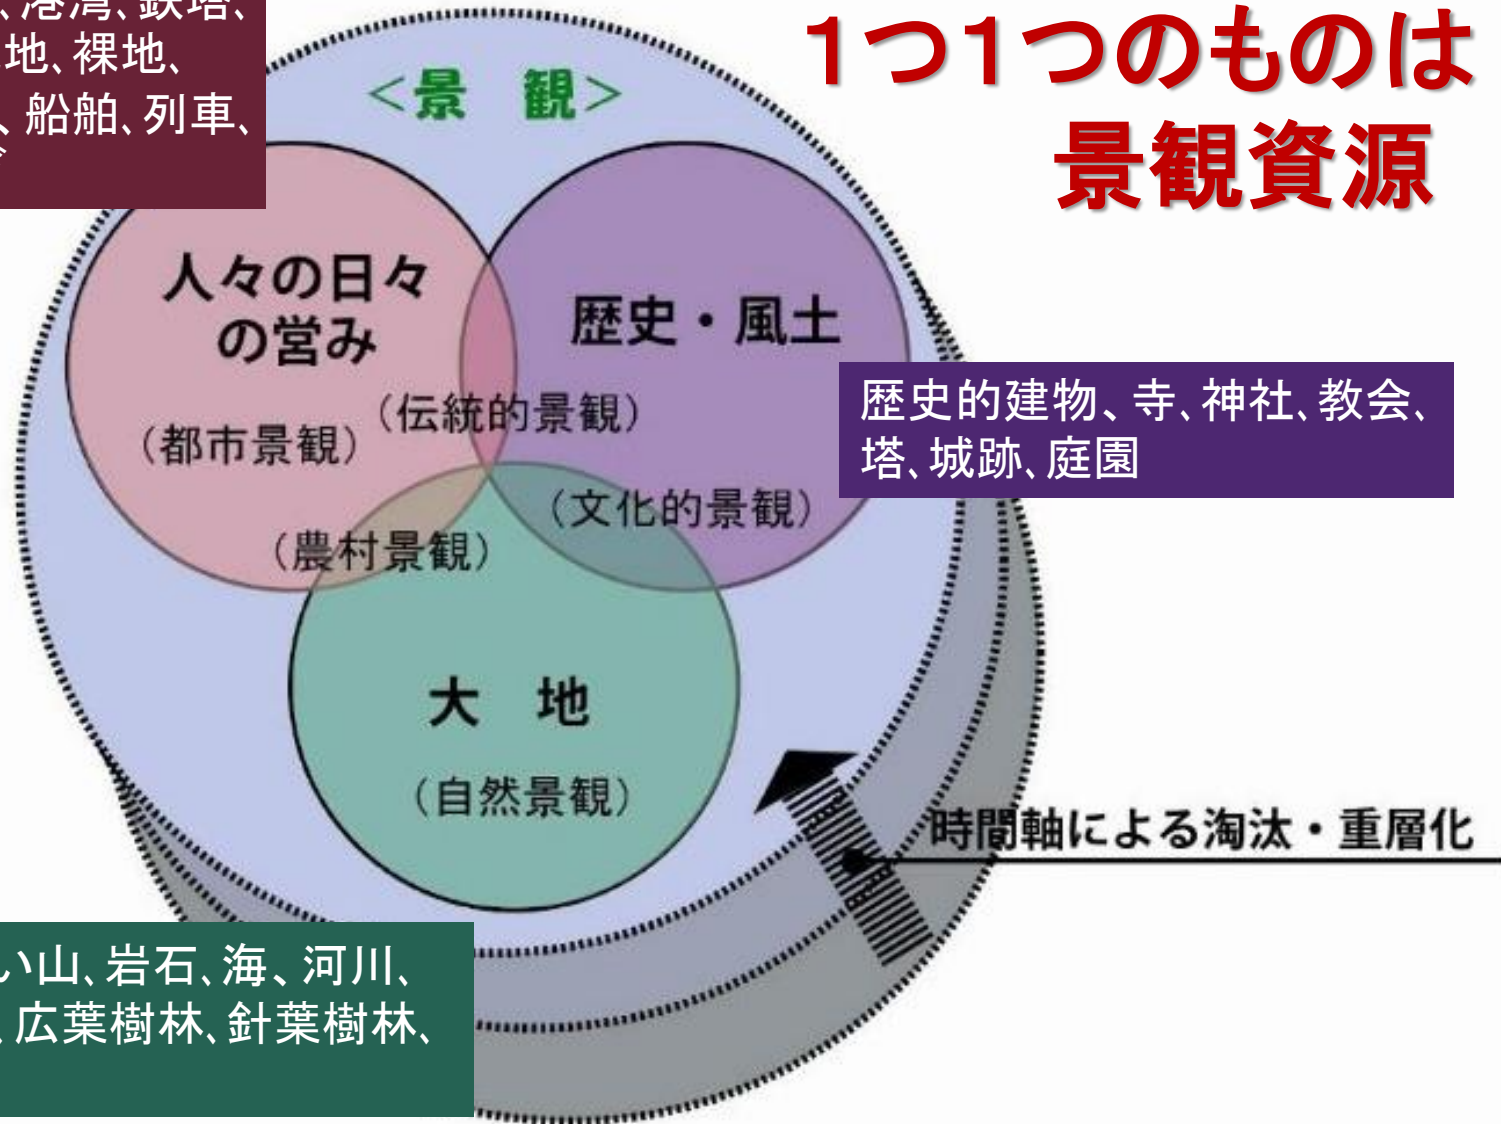 、港湾、鉄塔、
地、裸地、
、船舶、列車、
1つ1つのものは
景観資源
＜景　観＞
人々の日々
の営み
歴史・風土
（伝統的景観）
（都市景観）
歴史的建物、寺、神社、教会、
塔、城跡、庭園
（文化的景観）
（農村景観）
大　地
（自然景観）
時間軸による淘汰・重層化
い山、岩石、海、河川、
、広葉樹林、針葉樹林、